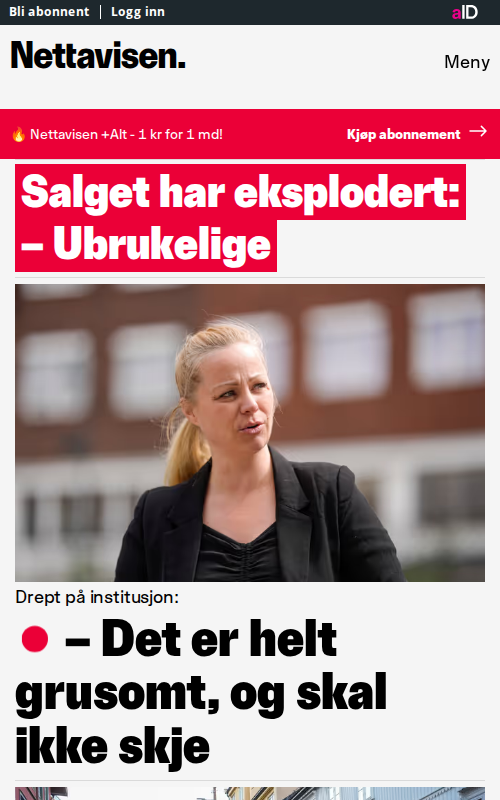 Bli abonnent | Logg inn
aID
Nettavisen.
Meny
🔥 Nettavisen +Alt - 1 kr for 1 md!
Kjøp abonnement →
Salget har eksplodert:
– Ubrukelige
Drept på institusjon:
– Det er helt
grusomt, og skal
ikke skje